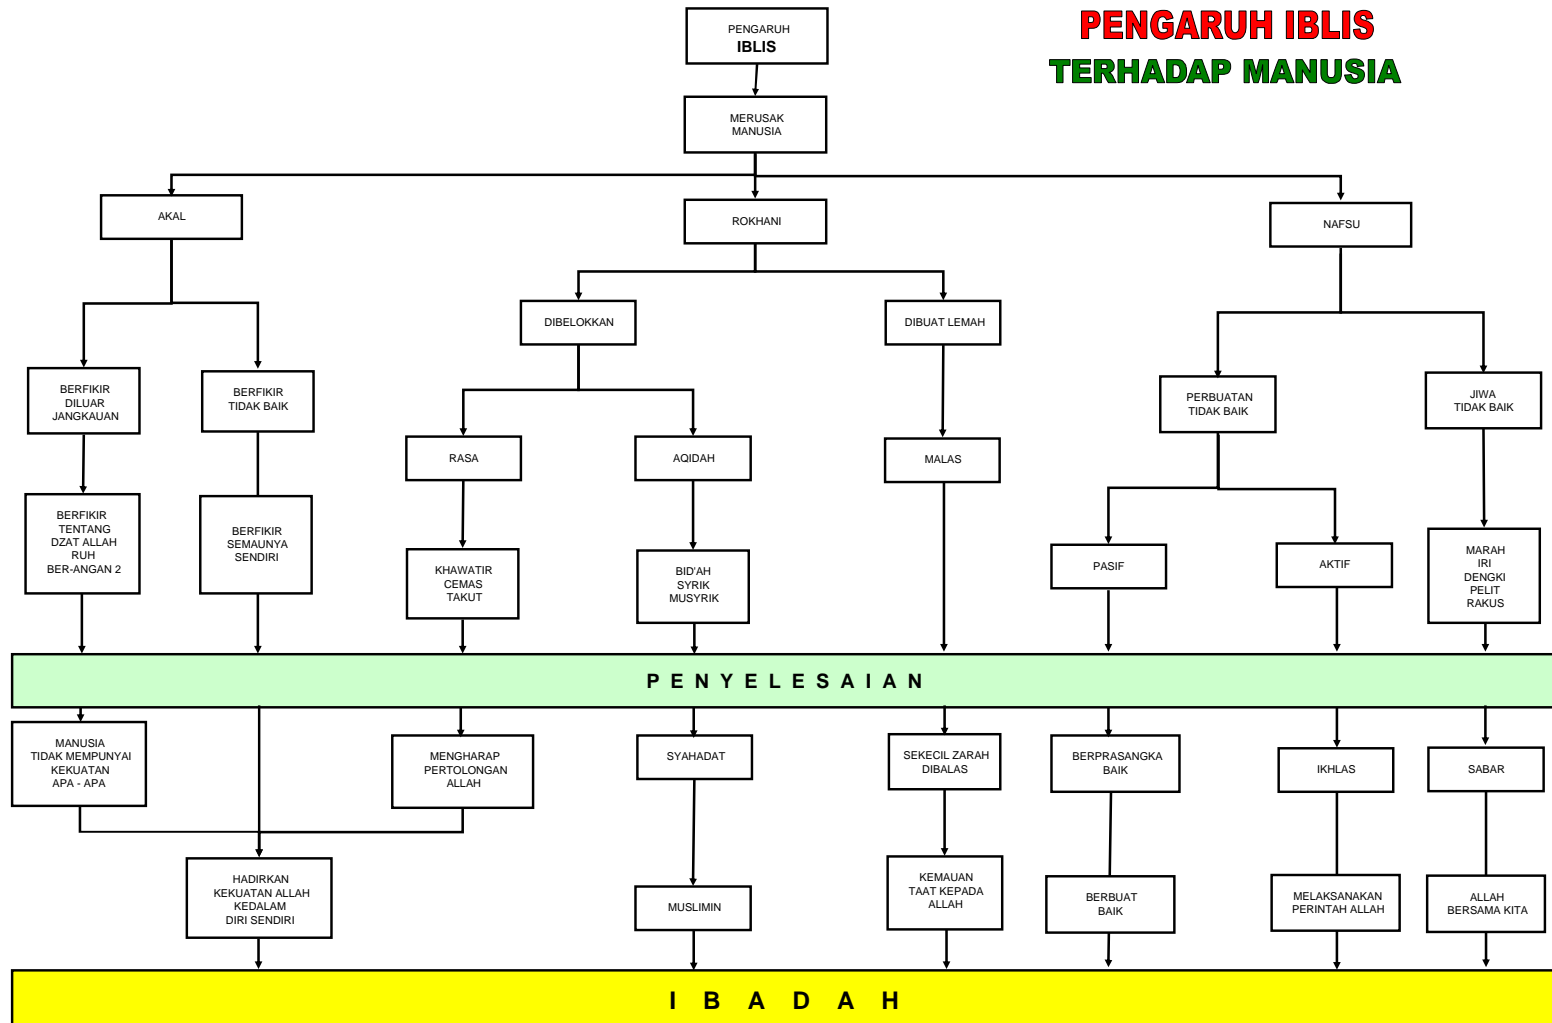 PENGARUH IBLIS
TERHADAP MANUSIA
PENGARUH
IBLIS
MERUSAK
MANUSIA
AKAL
ROKHANI
NAFSU
DIBELOKKAN
DIBUAT LEMAH
BERFIKIR
DILUAR
JANGKAUAN
BERFIKIR
TIDAK BAIK
PERBUATAN
TIDAK BAIK
JIWA
TIDAK BAIK
RASA
AQIDAH
MALAS
BERFIKIR
TENTANG
DZAT ALLAH
RUH
BER-ANGAN 2
BERFIKIR
SEMAUNYA
SENDIRI
KHAWATIR
CEMAS
TAKUT
BID'AH
SYRIK
MUSYRIK
PASIF
AKTIF
MARAH
IRI
DENGKI
PELIT
RAKUS
P E N Y E L E S A I A N
MANUSIA
TIDAK MEMPUNYAI
KEKUATAN
APA - APA
MENGHARAP
PERTOLONGAN
ALLAH
SYAHADAT
SEKECIL ZARAH
DIBALAS
BERPRASANGKA
BAIK
IKHLAS
SABAR
HADIRKAN
KEKUATAN ALLAH
KEDALAM
DIRI SENDIRI
MUSLIMIN
KEMAUAN
TAAT KEPADA
ALLAH
BERBUAT
BAIK
MELAKSANAKAN
PERINTAH ALLAH
ALLAH
BERSAMA KITA
I B A D A H